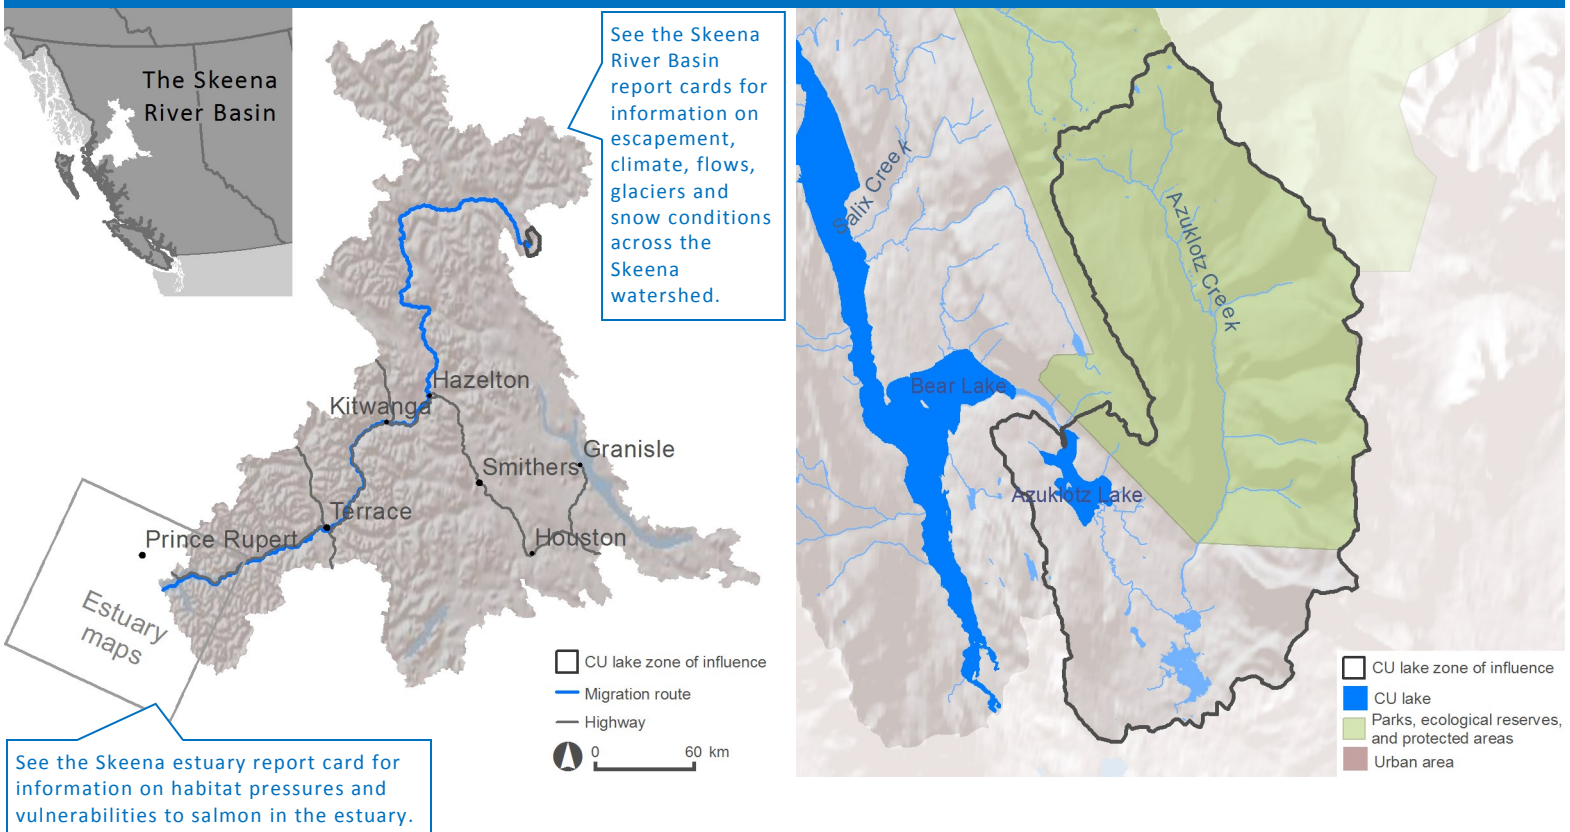 The Skeena
River Basin
See the Skeena
River Basin
report cards for
information on
escapement,
climate, flows,
glaciers and
snow conditions
across the
Skeena
watershed.
Hazelton
Kitwanga
Granisle
Smithers
Terrace
Prince Rupert
Houston
Estuary
maps
CU lake zone of influence
Migration route
Highway
0 60 km
See the Skeena estuary report card for
information on habitat pressures and
vulnerabilities to salmon in the estuary.
Salix Creek
Azuklotz Creek
Bear Lake
Azuklotz Lake
CU lake zone of influence
CU lake
Parks, ecological reserves,
and protected areas
Urban area